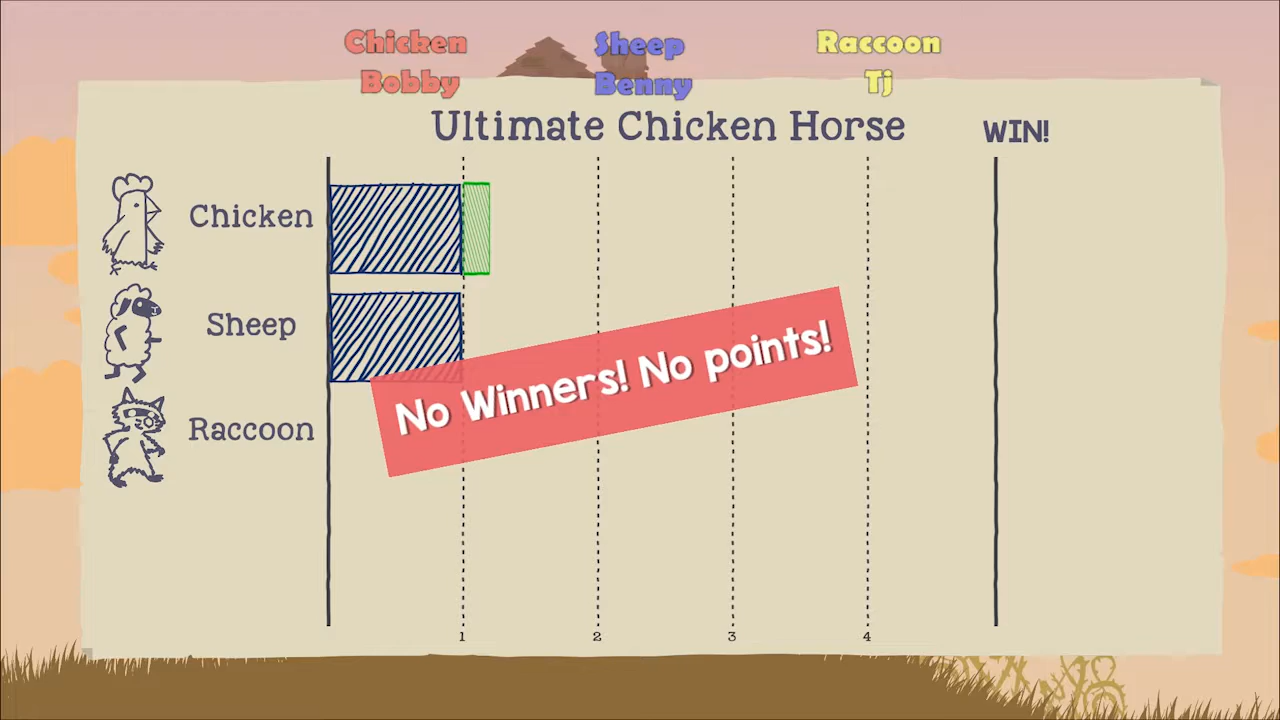 Chicken
Bobby
Sheep
Benny
Raccoon
Tj
Ultimate Chicken Horse
WIN!
Chicken
Sheep
Raccoon
No Winners! No points!
1
2
3
4